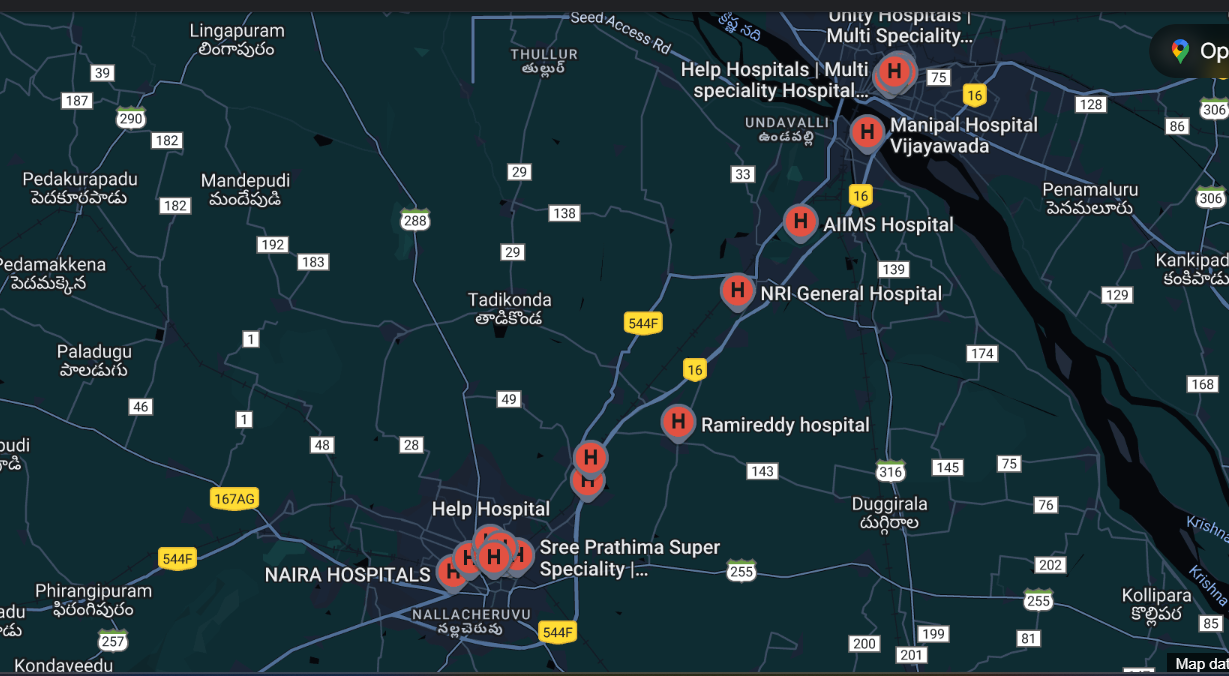 Lingapuram
లింగాపురం
Seed Access Rd
కృష్ణ నది
Unity Hospitals |
Multi Speciality...
Op
THULLUR
తుల్లూర్
39
187
290
182
Help Hospitals | Multi
speciality Hospital...
75
16
128
306
86
UNDAVALLI
ఉండవల్లి
Manipal Hospital
Vijayawada
Pedakurapadu
పెదకూరపాడు
182
Mandepudi
మందేపుడి
29
33
138
288
16
Penamaluru
పెనమలూరు
306
AIIMS Hospital
192
183
29
139
Pedamakkena
పెదమక్కెన
Kankipad
కంకిపాడు
129
NRI General Hospital
Tadikonda
తాడికొండ
544F
1
Paladugu
పాలడుగు
174
16
168
46
49
1
48
28
Ramireddy hospital
pudi
143
316
145
75
167AG
Help Hospital
Duggirala
దుగ్గిరాల
76
Krishna
544F
NAIRA HOSPITALS
Sree Prathima Super
Speciality |...
255
202
Krishna
Phirangipuram
ఫిరంగిపురం
adu
NALLACHERUVU
నల్లచెరువు
544F
255
Kollipara
కొల్లిపర
257
200
199
201
81
85
Kondaveedu
Map dat
H
H
H
H
H
H
H
H
H
H
H